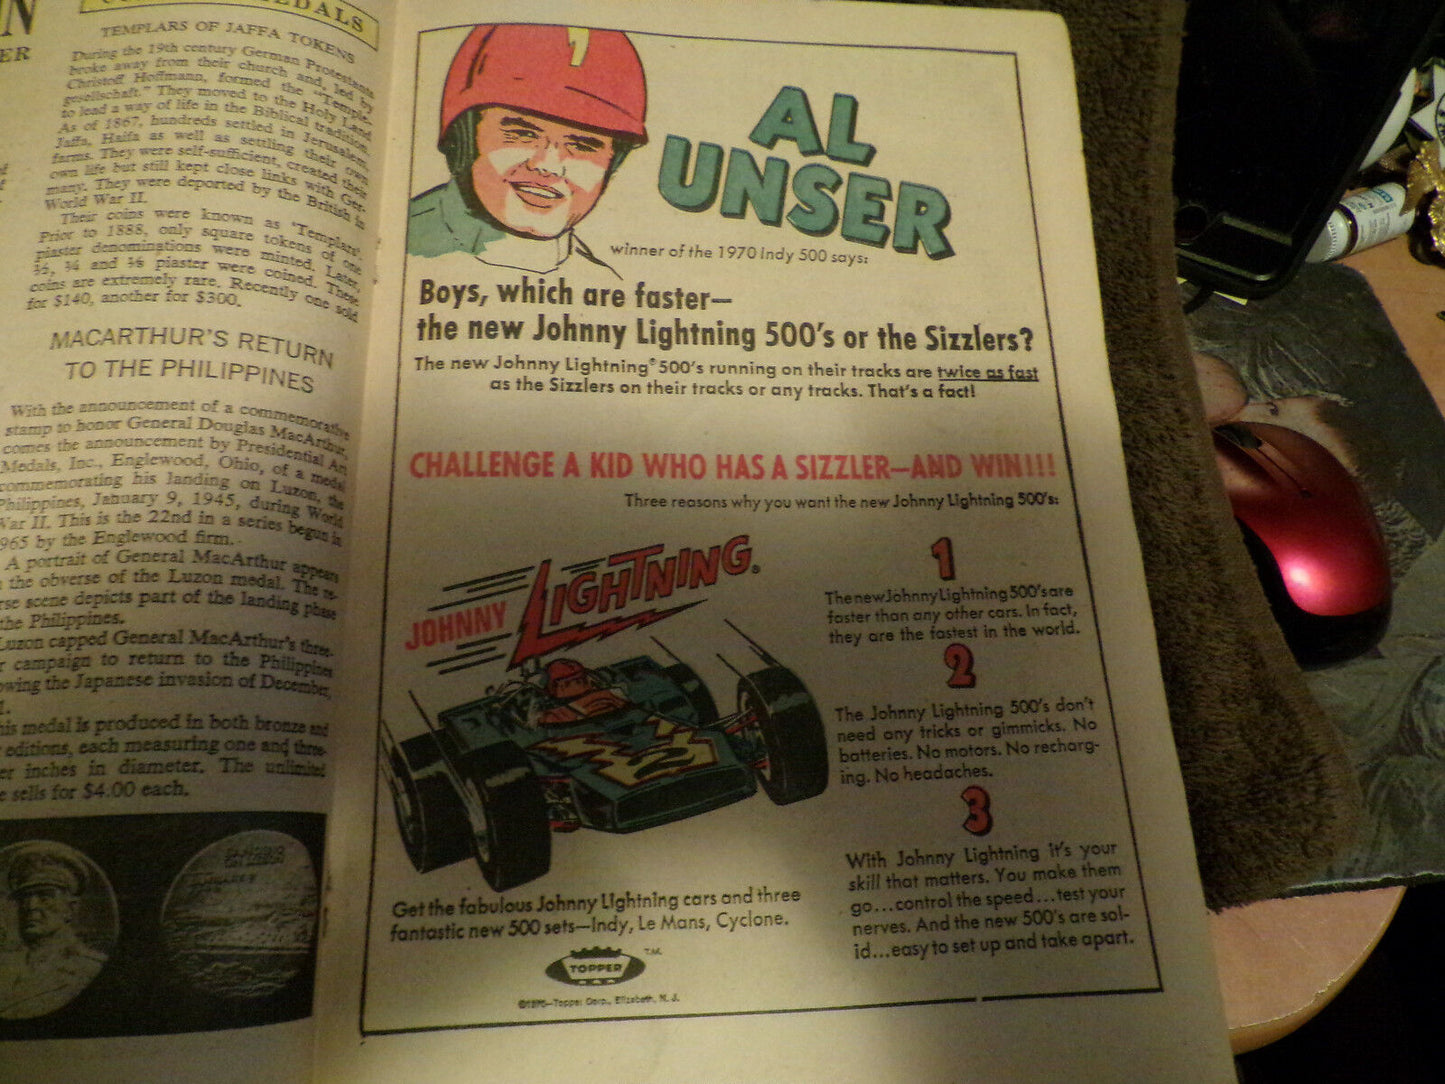 MEDALS
TEMPLARS OF JAFFA TOKENS
During the 19th century German Protestants
broke away from their church and, led by
Christoff Hoffmann, formed the "Temple-
gesellschaft." They moved to the Holy Land
to lead a way of life in the Biblical tradition.
As of 1867, hundreds settled in Jerusalem,
Jaffa, Haifa as well as settling their own
farms. They were self-sufficient, created their
own life but still kept close links with Ger-
many. They were deported by the British in
World War II.
Their coins were known as "Templars".
Prior to 1888, only square tokens of one
piaster denominations were minted. Later,
and piaster were coined. These
coins are extremely rare. Recently one sold
for $140, another for $300.
MACARTHUR'S RETURN
TO THE PHILIPPINES
With the announcement of a commemorative
stamp to honor General Douglas MacArthur,
comes the announcement by Presidential Art
Medals, Inc., Englewood, Ohio, of a medal
commemorating his landing on Luzon, the
Philippines, January 9, 1945, during World
War II. This is the 22nd in a series begun in
965 by the Englewood firm.
A portrait of General MacArthur appears
the obverse of the Luzon medal. The re-
rse scene depicts part of the landing phase
the Philippines.
Luzon capped General MacArthur's three-
r campaign to return to the Philippines
owing the Japanese invasion of December,
1.
his medal is produced in both bronze and
editions, each measuring one and three-
er inches in diameter. The unlimited
e sells for $4.00 each.
AL
UNSER
winner of the 1970 Indy 500 says:
Boys, which are faster—
the new Johnny Lightning 500's or the Sizzlers?
The new Johnny Lightning® 500's running on their tracks are twice as fast
as the Sizzlers on their tracks or any tracks. That's a fact!
CHALLENGE A KID WHO HAS A SIZZLER—AND WIN!!!
Three reasons why you want the new Johnny Lightning 500's:
JOHNNY LIGHTNING®
1
The new Johnny Lightning 500's are
faster than any other cars. In fact,
they are the fastest in the world.
2
The Johnny Lightning 500's don't
need any tricks or gimmicks. No
batteries. No motors. No recharg-
ing. No headaches.
3
With Johnny Lightning it's your
skill that matters. You make them
go...control the speed...test your
nerves. And the new 500's are sol-
id...easy to set up and take apart.
Get the fabulous Johnny Lightning cars and three
fantastic new 500 sets—Indy, Le Mans, Cyclone.
TOPPER T.M.
©1970—Topper Corp., Elizabeth, N. J.